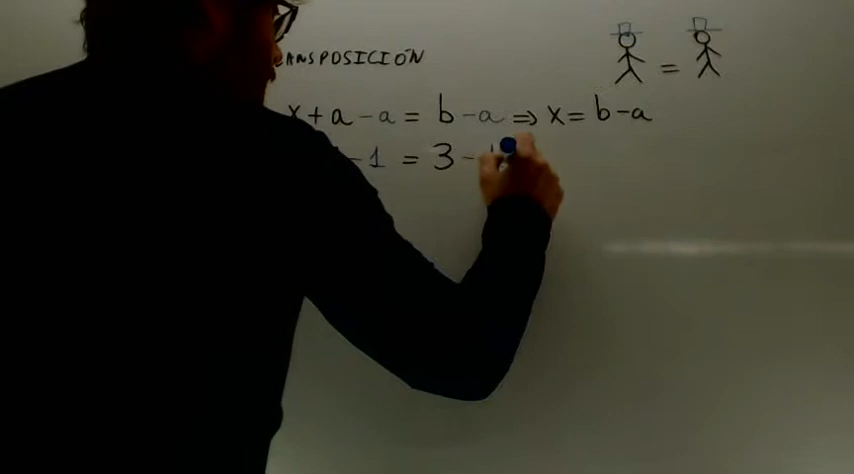 ANSPOSICIÓN
=
x+a-a = b-a ⇒ x = b-a
-1 = 3-